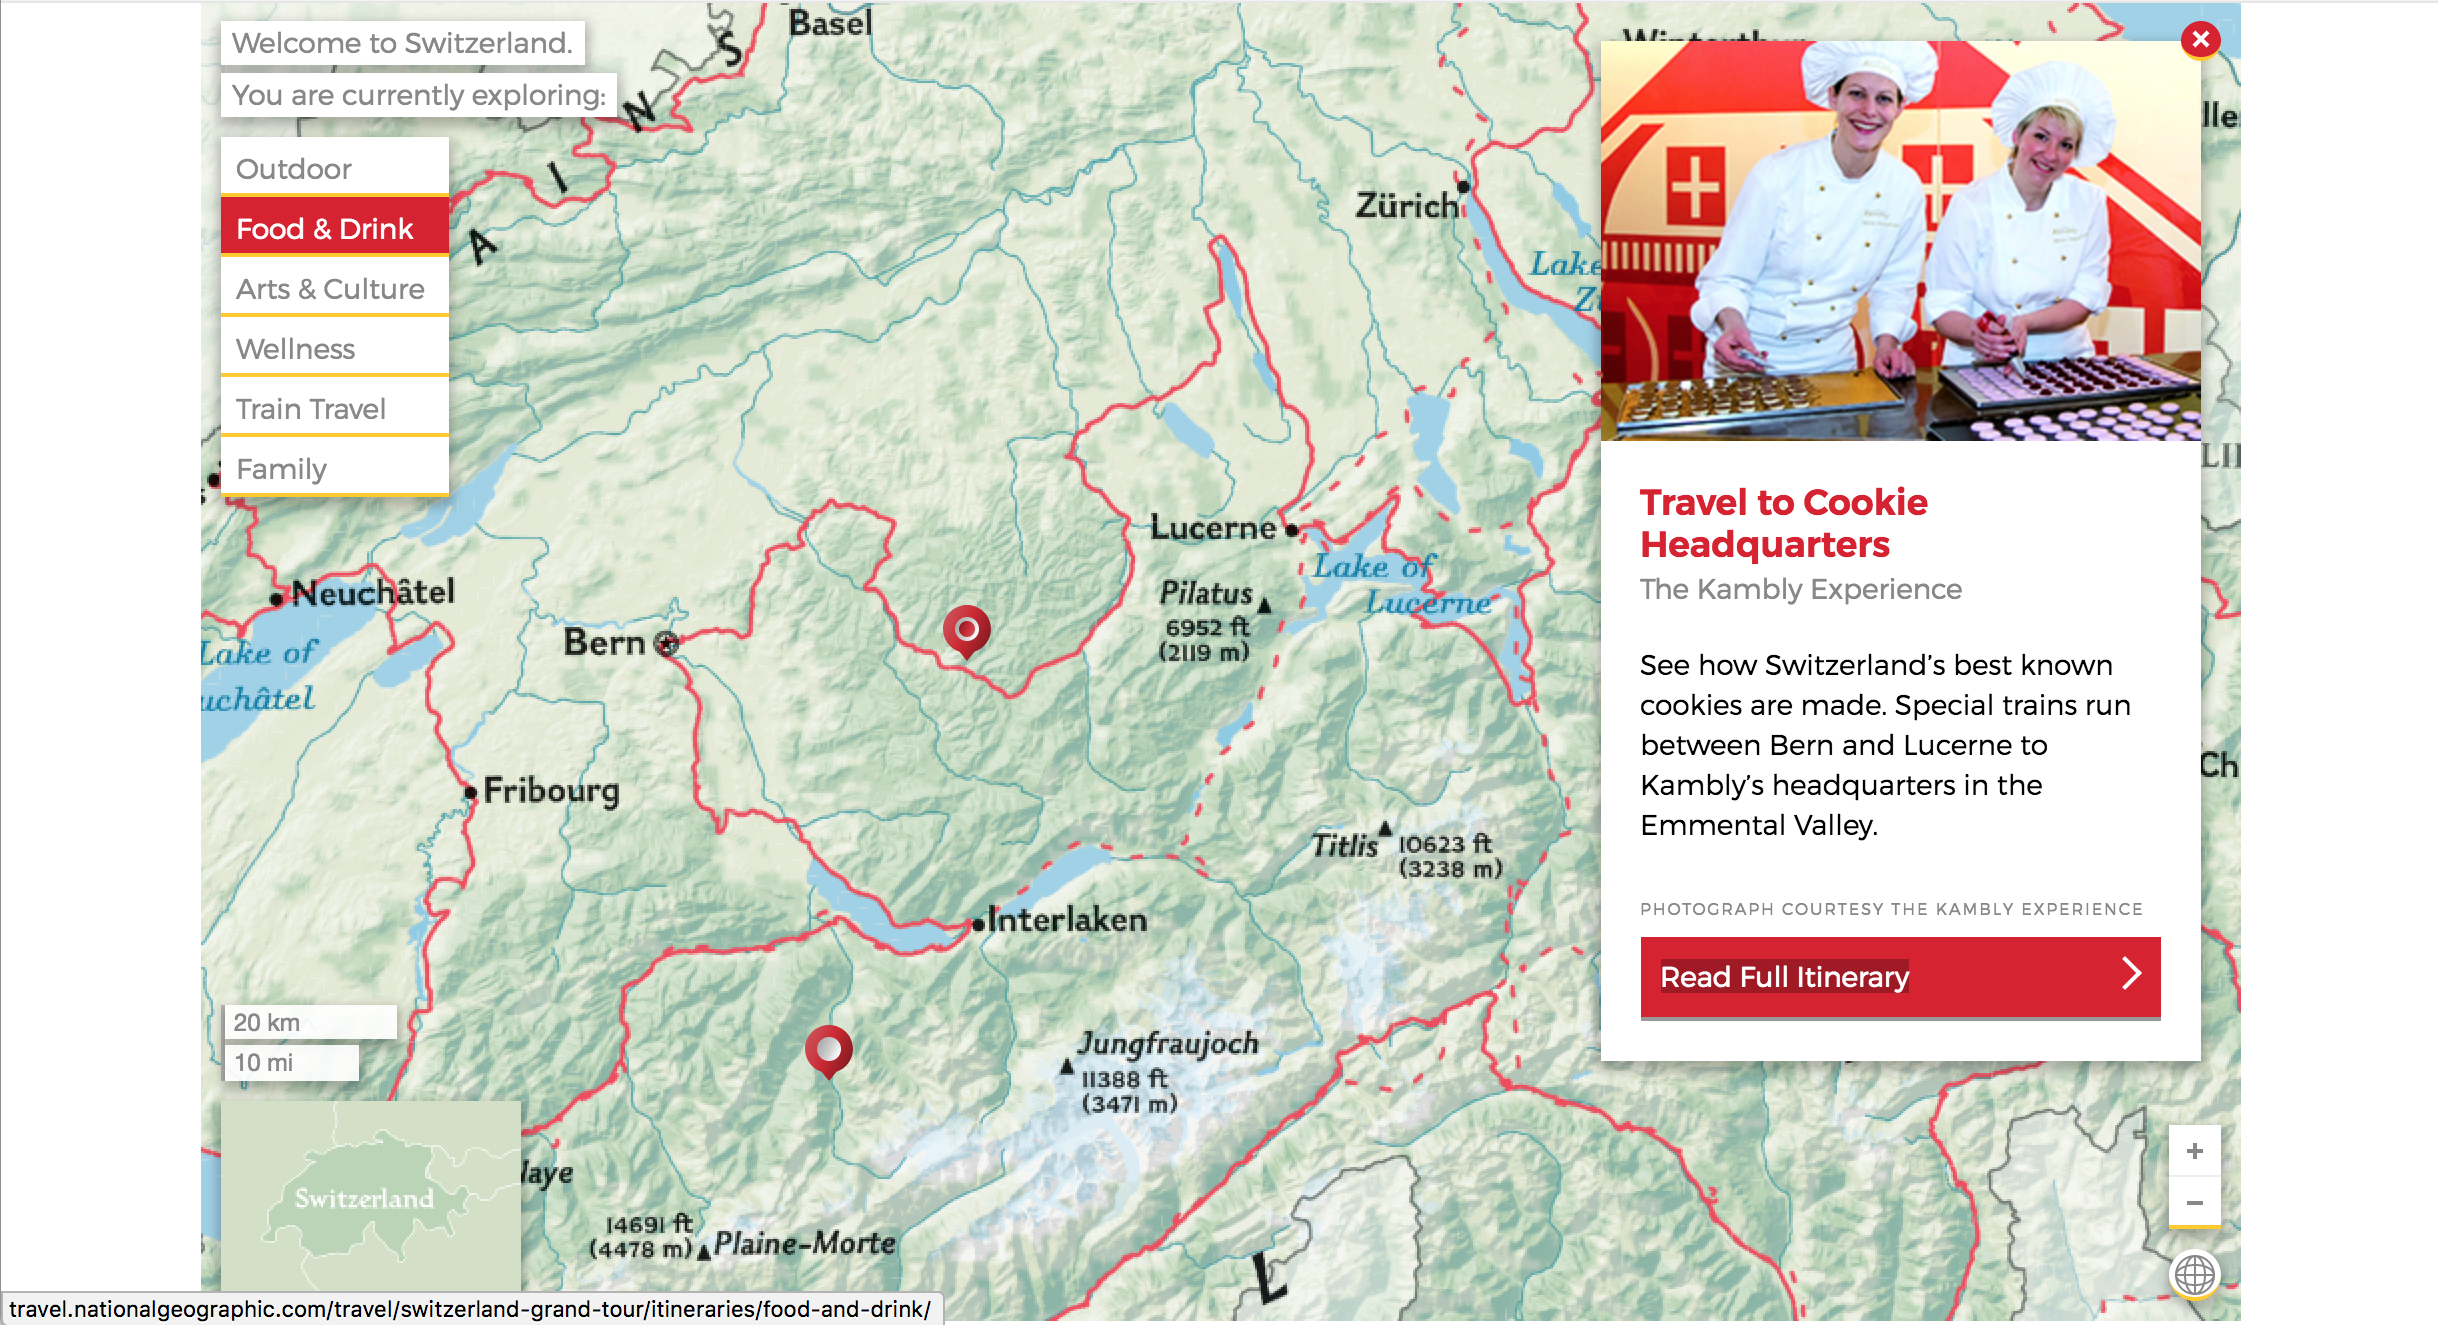 Welcome to Switzerland.
You are currently exploring:
Outdoor
Food & Drink
Arts & Culture
Wellness
Train Travel
Family
Basel
S
N
I
A
Zürich
Lake
Neuchâtel
Lake of
uchâtel
Bern
Fribourg
Lucerne
Lake of
Lucerne
Pilatus
6952 ft
(2119 m)
Titlis 10623 ft
(3238 m)
Interlaken
Jungfraujoch
11388 ft
(3471 m)
14691 ft
(4478 m)
Plaine-Morte
L
Ch
20 km
10 mi
Switzerland
Travel to Cookie
Headquarters
The Kambly Experience
See how Switzerland’s best known
cookies are made. Special trains run
between Bern and Lucerne to
Kambly’s headquarters in the
Emmental Valley.
PHOTOGRAPH COURTESY THE KAMBLY EXPERIENCE
Read Full Itinerary
+
−
travel.nationalgeographic.com/travel/switzerland-grand-tour/itineraries/food-and-drink/